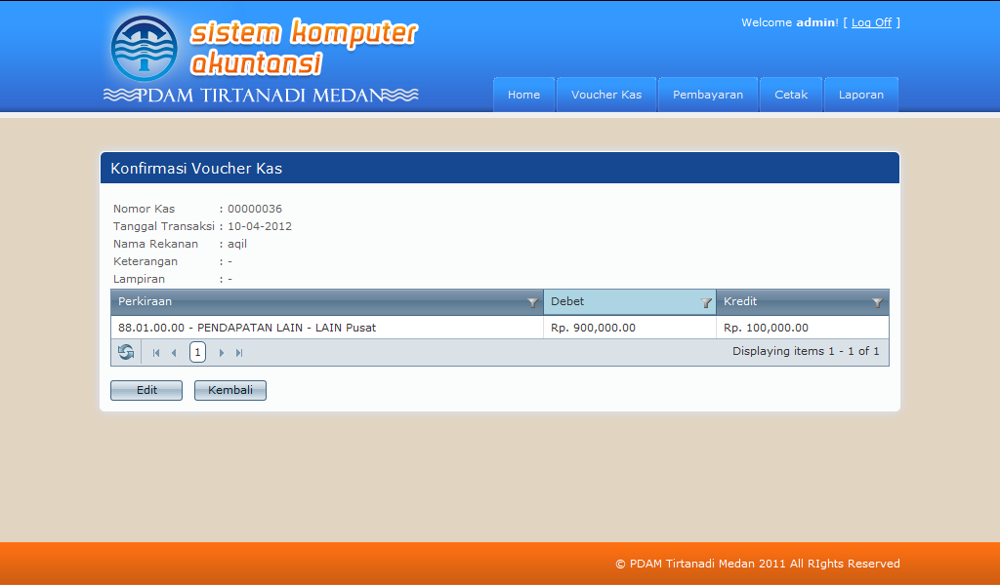 sistem komputer
akuntansi
PDAM TIRTANADI MEDAN
Welcome admin! [ Log Off ]
Home Voucher Kas Pembayaran Cetak Laporan
Konfirmasi Voucher Kas
Nomor Kas : 00000036
Tanggal Transaksi : 10-04-2012
Nama Rekanan : aqil
Keterangan : -
Lampiran : -
Perkiraan Debet Kredit
88.01.00.00 - PENDAPATAN LAIN - LAIN Pusat Rp. 900,000.00 Rp. 100,000.00
1 Displaying items 1 - 1 of 1
Edit Kembali
© PDAM Tirtanadi Medan 2011 All RIghts Reserved